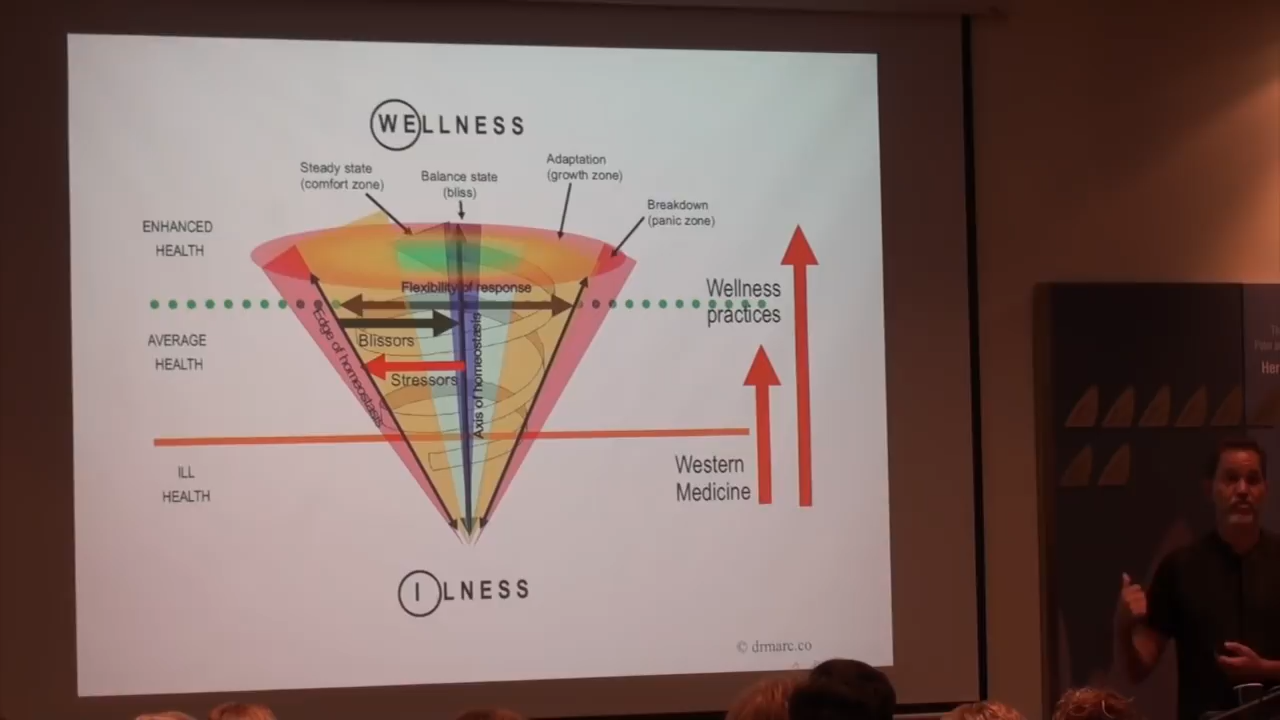 WELLNESS
Steady state
(comfort zone)
Balance state
(bliss)
Adaptation
(growth zone)
Breakdown
(panic zone)
ENHANCED
HEALTH
Flexibility of response
Wellness
practices
AVERAGE
HEALTH
Blissors
Stressors
Edge of homeostasis
Axis of homeostasis
ILL
HEALTH
Western
Medicine
ILNESS
© drmarc.co